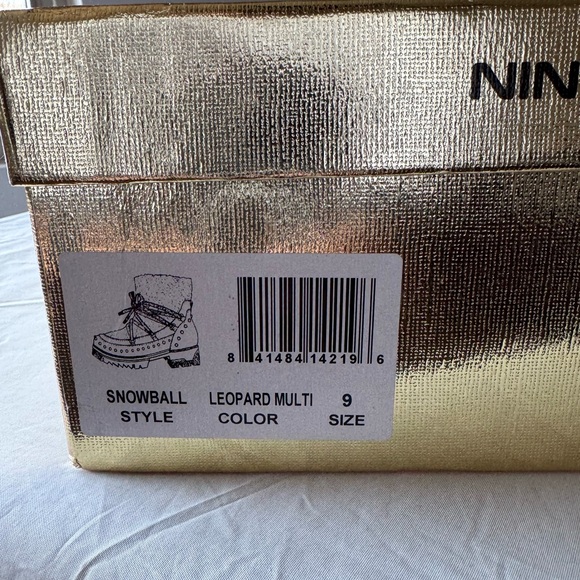 NIN
8 41484 14219 6
SNOWBALL LEOPARD MULTI 9
STYLE COLOR SIZE